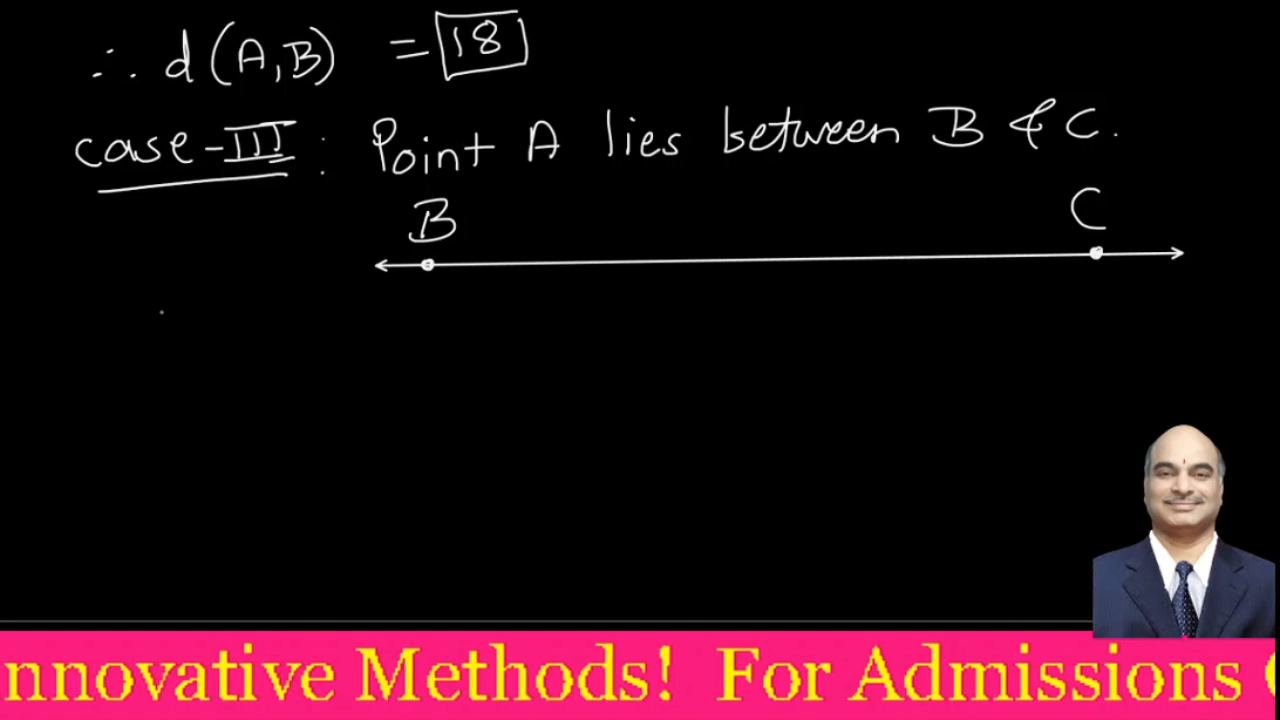 ∴ d(A,B) = 18
case-III : Point A lies between B & C.
B C
nnovative Methods! For Admissions